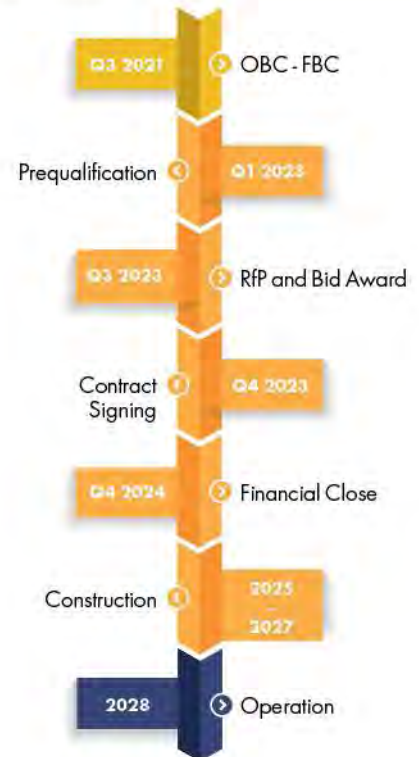 Q3 2021
OBC - FBC
Prequalification
Q1 2023
Q3 2023
RfP and Bid Award
Contract
Signing
Q4 2023
Q4 2024
Financial Close
Construction
2025
-
2027
2028
Operation